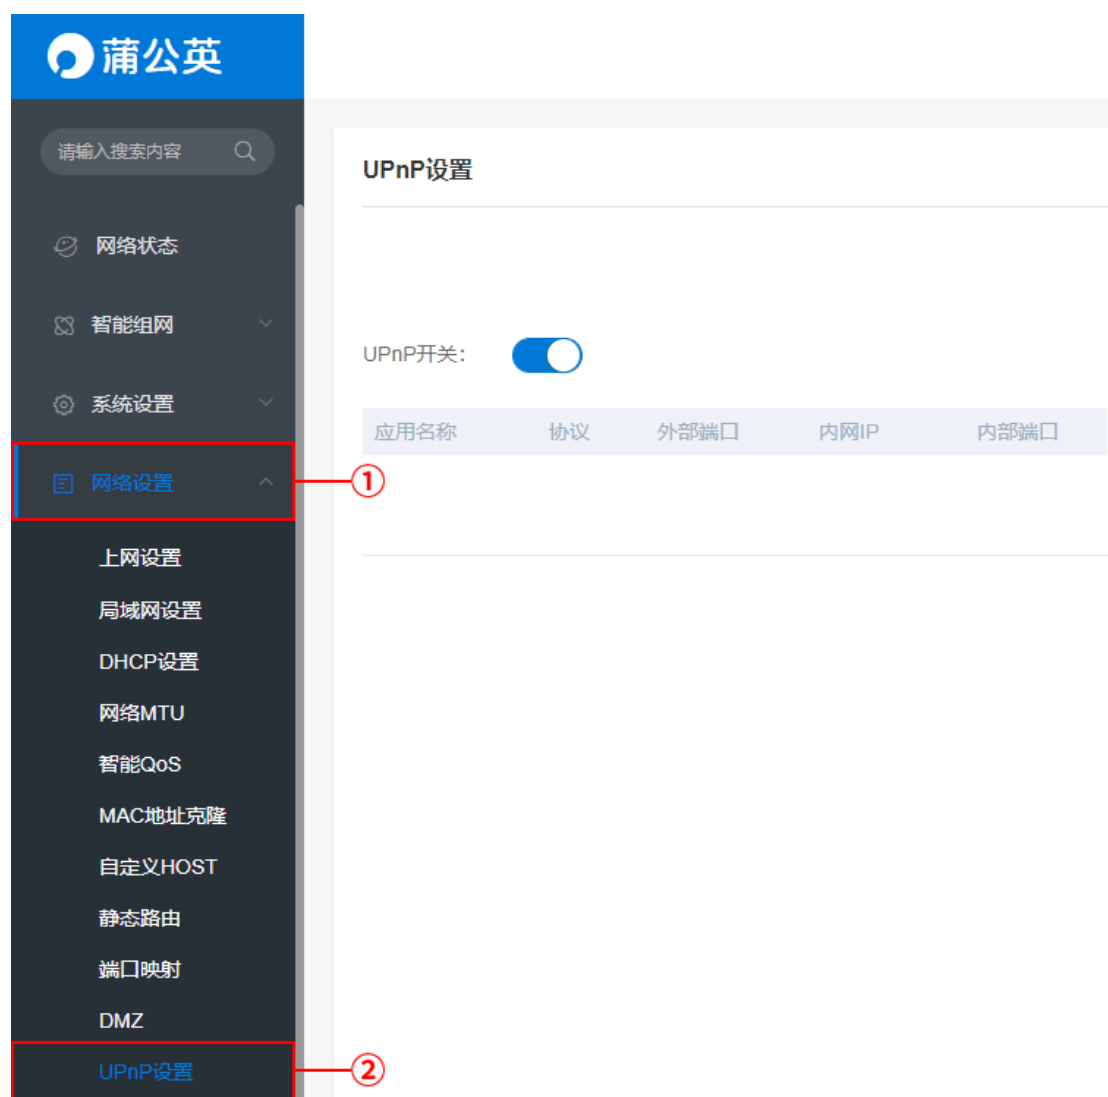 蒲公英
请输入搜索内容
网络状态
智能组网
系统设置
网络设置
①
上网设置
局域网设置
DHCP设置
网络MTU
智能QoS
MAC地址克隆
自定义HOST
静态路由
端口映射
DMZ
UPnP设置
②
UPnP设置
UPnP开关：
应用名称 协议 外部端口 内网IP 内部端口